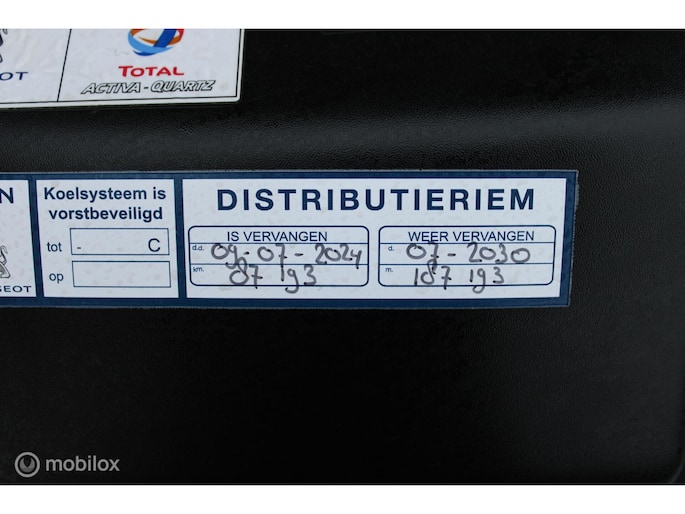 EOT
TOTAL
ACTIVA-QUARTZ
N
EOT
Koelsysteem is
vorstbeveiligd
tot - C
op
DISTRIBUTIERIEM
IS VERVANGEN
d.d. 09-07-2024
km. 87 193
WEER VERVANGEN
d. 07-2030
m. 187 193
mobilox